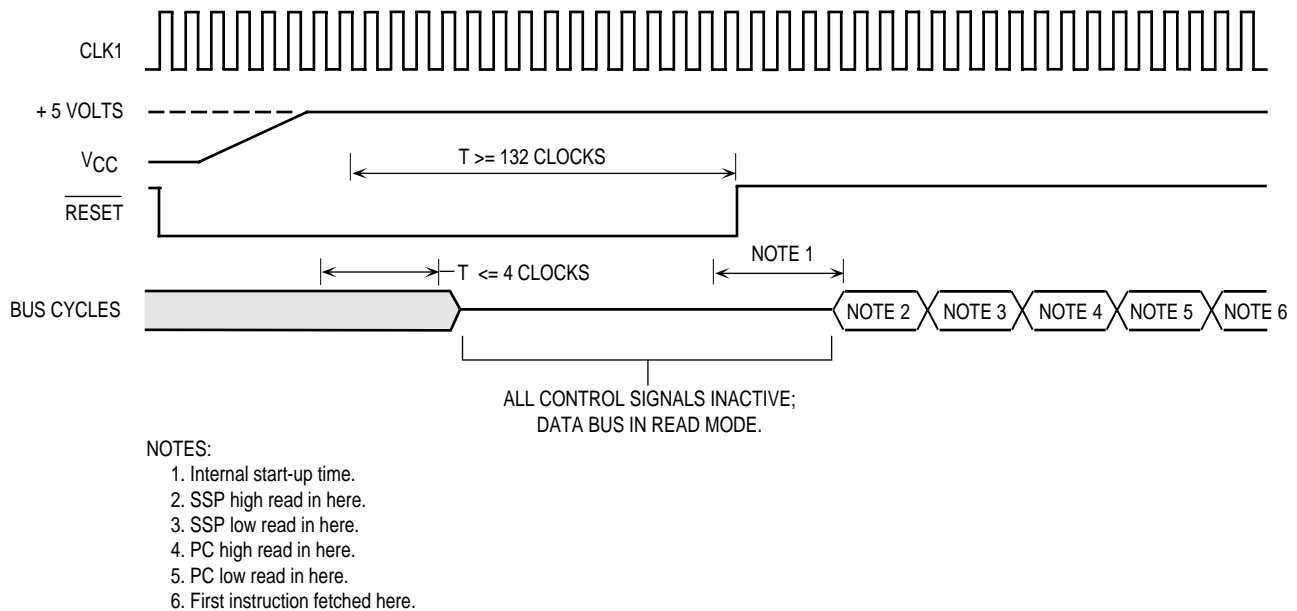 CLK1
+ 5 VOLTS
VCC
T >= 132 CLOCKS
RESET
NOTE 1
T <= 4 CLOCKS
BUS CYCLES
NOTE 2
NOTE 3
NOTE 4
NOTE 5
NOTE 6
ALL CONTROL SIGNALS INACTIVE;
DATA BUS IN READ MODE.
NOTES:
1. Internal start-up time.
2. SSP high read in here.
3. SSP low read in here.
4. PC high read in here.
5. PC low read in here.
6. First instruction fetched here.